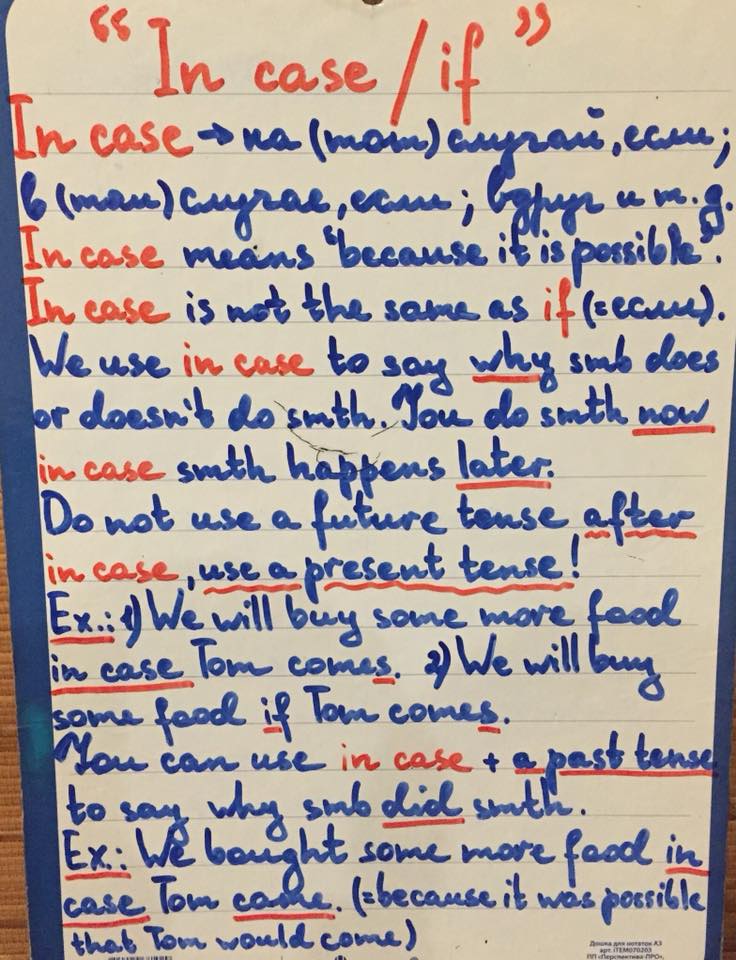 “In case / if”
In case → на (тот) случай, если;
в (том) случае, если; вдруг и т.д.
In case means “because it is possible”.
In case is not the same as if (=если).
We use in case to say why smb does
or doesn't do smth. You do smth now
in case smth happens later.
Do not use a future tense after
in case, use a present tense!
Ex.: 1) We will buy some more food
in case Tom comes. 2) We will buy
some food if Tom comes.
You can use in case + a past tense
to say why smb did smth.
Ex.: We bought some more food in
case Tom came. (=because it was possible
that Tom would come)
Дошка для нотаток А3
арт. ITEM070203
ПП «Перспектива-ПРО»,